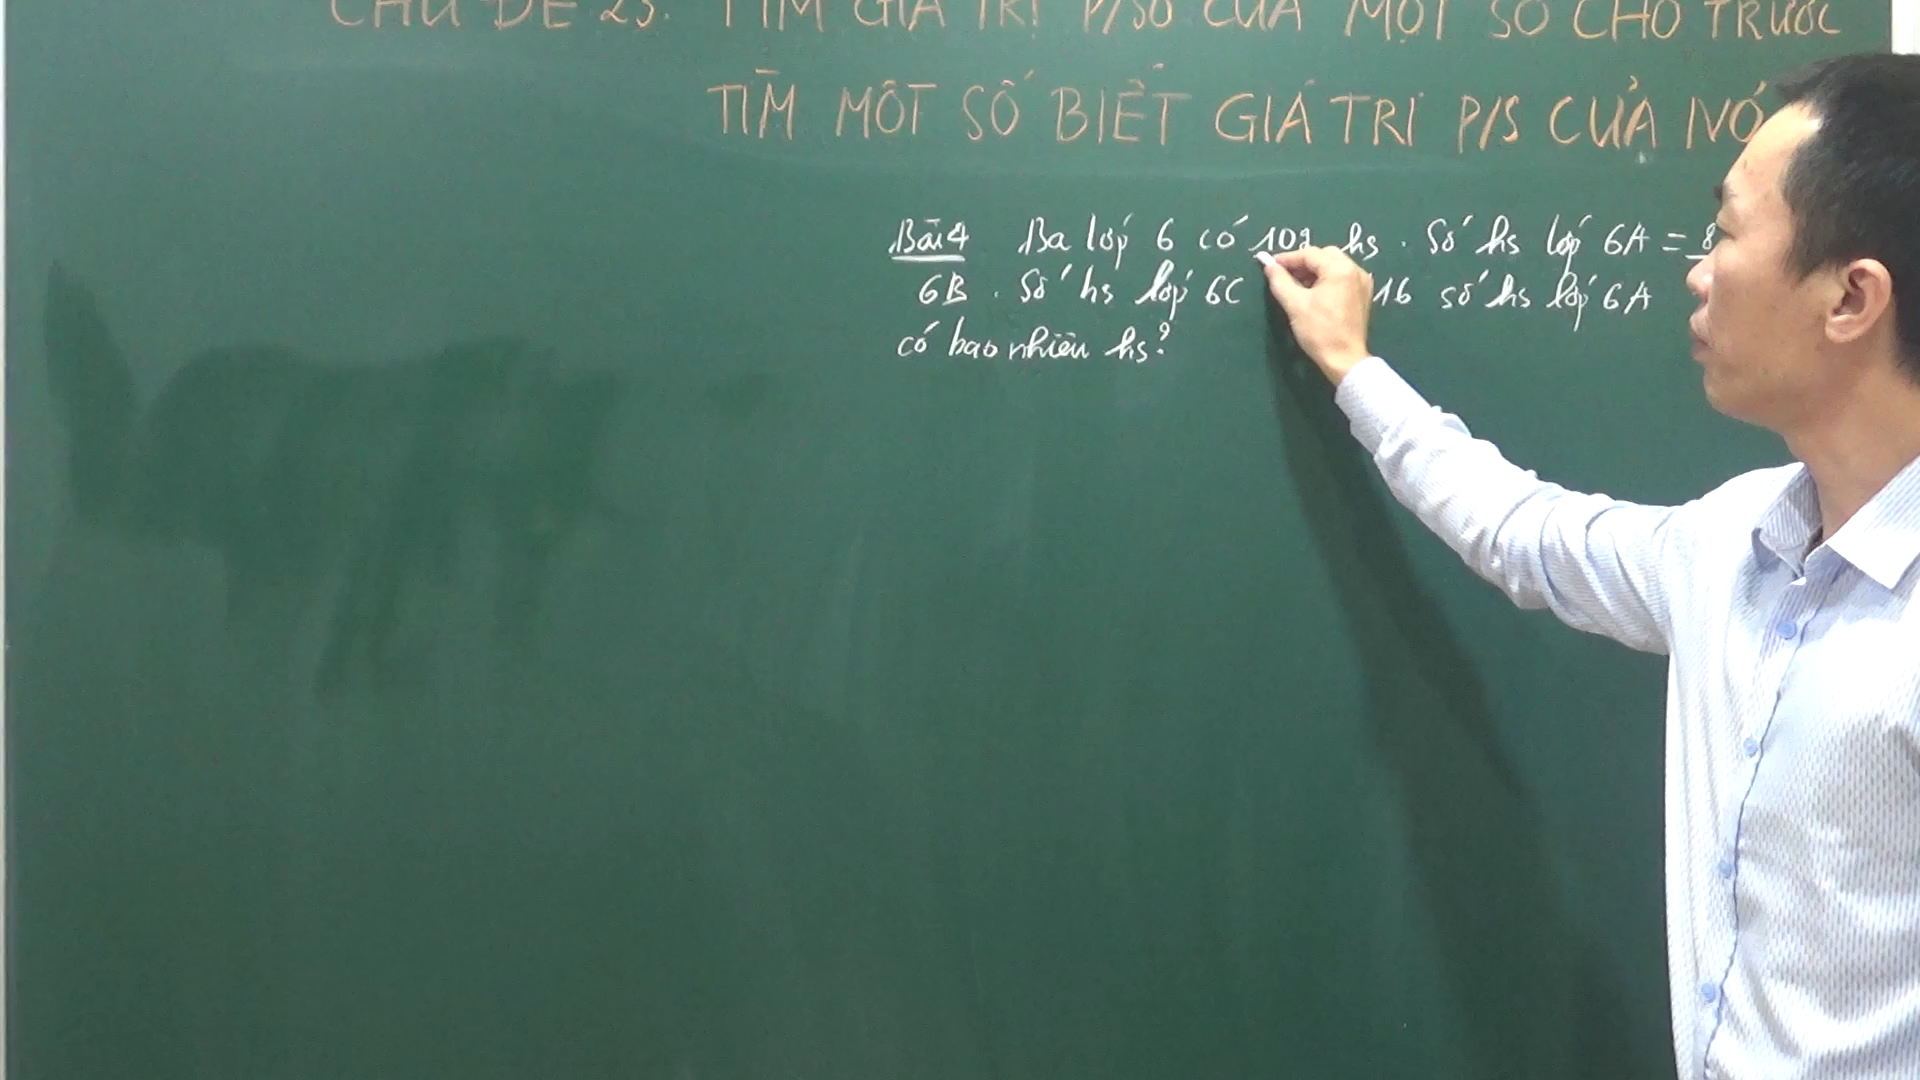 CHỦ ĐỀ 23. TÌM GIÁ TRỊ P/SỐ CỦA MỘT SỐ CHO TRƯỚC
TÌM MỘT SỐ BIẾT GIÁ TRỊ P/S CỦA NÓ
Bài 4 Ba lớp 6 có 102 hs. Số hs lớp 6A = 8
6B. Số hs lớp 6C 16 số hs lớp 6A
có bao nhiêu hs?